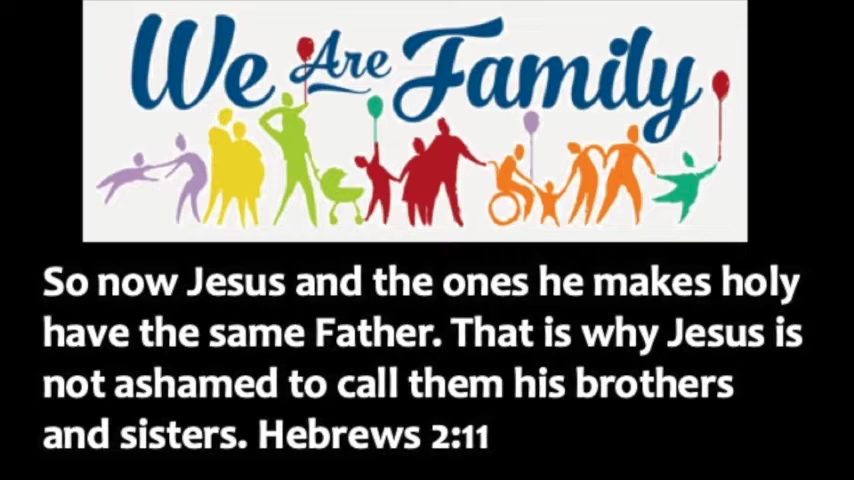 We Are Family
So now Jesus and the ones he makes holy
have the same Father. That is why Jesus is
not ashamed to call them his brothers
and sisters. Hebrews 2:11